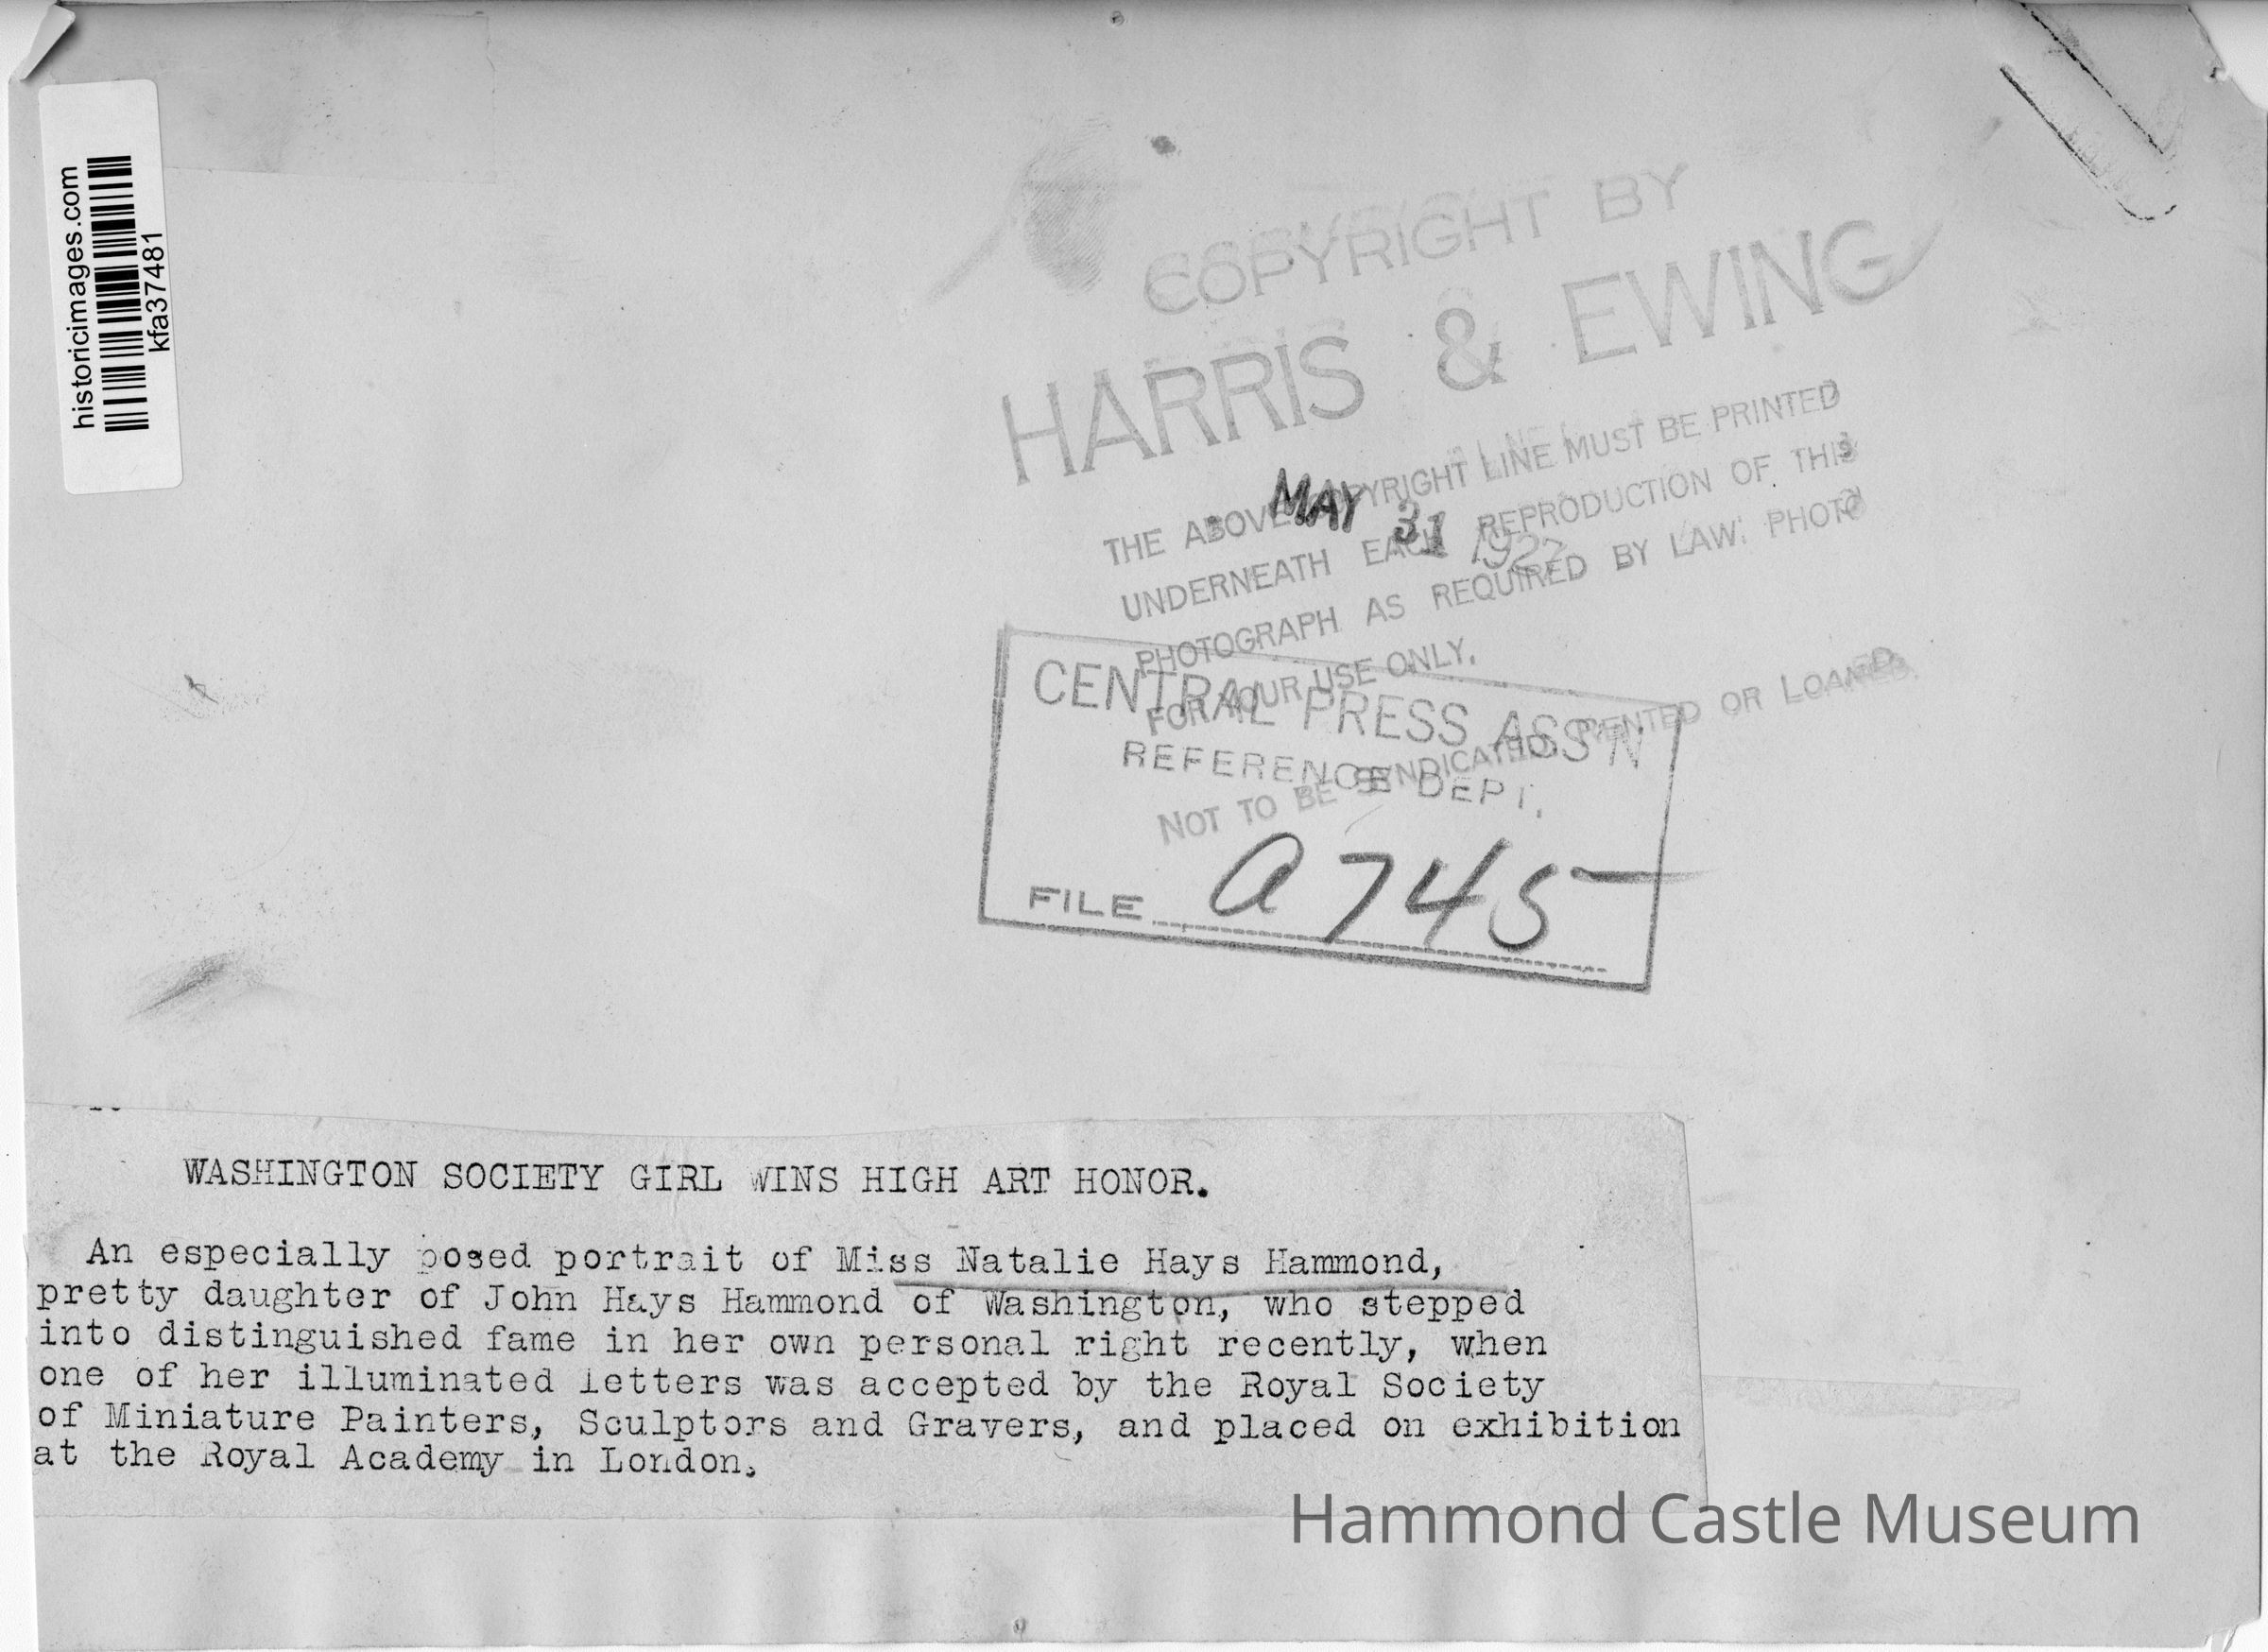 historicimages.com
kfa37481
COPYRIGHT BY
HARRIS & EWING
THE ABOVE COPYRIGHT LINE MUST BE PRINTED
UNDERNEATH EACH REPRODUCTION OF THIS
PHOTOGRAPH AS REQUIRED BY LAW. PHOTO
FOR YOUR USE ONLY.
NOT TO BE SYNDICATED, RENTED OR LOANED.
MAY 31
CENTRAL PRESS ASS'N
REFERENCE DEPT.
FILE a745
WASHINGTON SOCIETY GIRL WINS HIGH ART HONOR.
An especially posed portrait of Miss Natalie Hays Hammond,
pretty daughter of John Hays Hammond of Washington, who stepped
into distinguished fame in her own personal right recently, when
one of her illuminated letters was accepted by the Royal Society
of Miniature Painters, Sculptors and Gravers, and placed on exhibition
at the Royal Academy in London.
Hammond Castle Museum